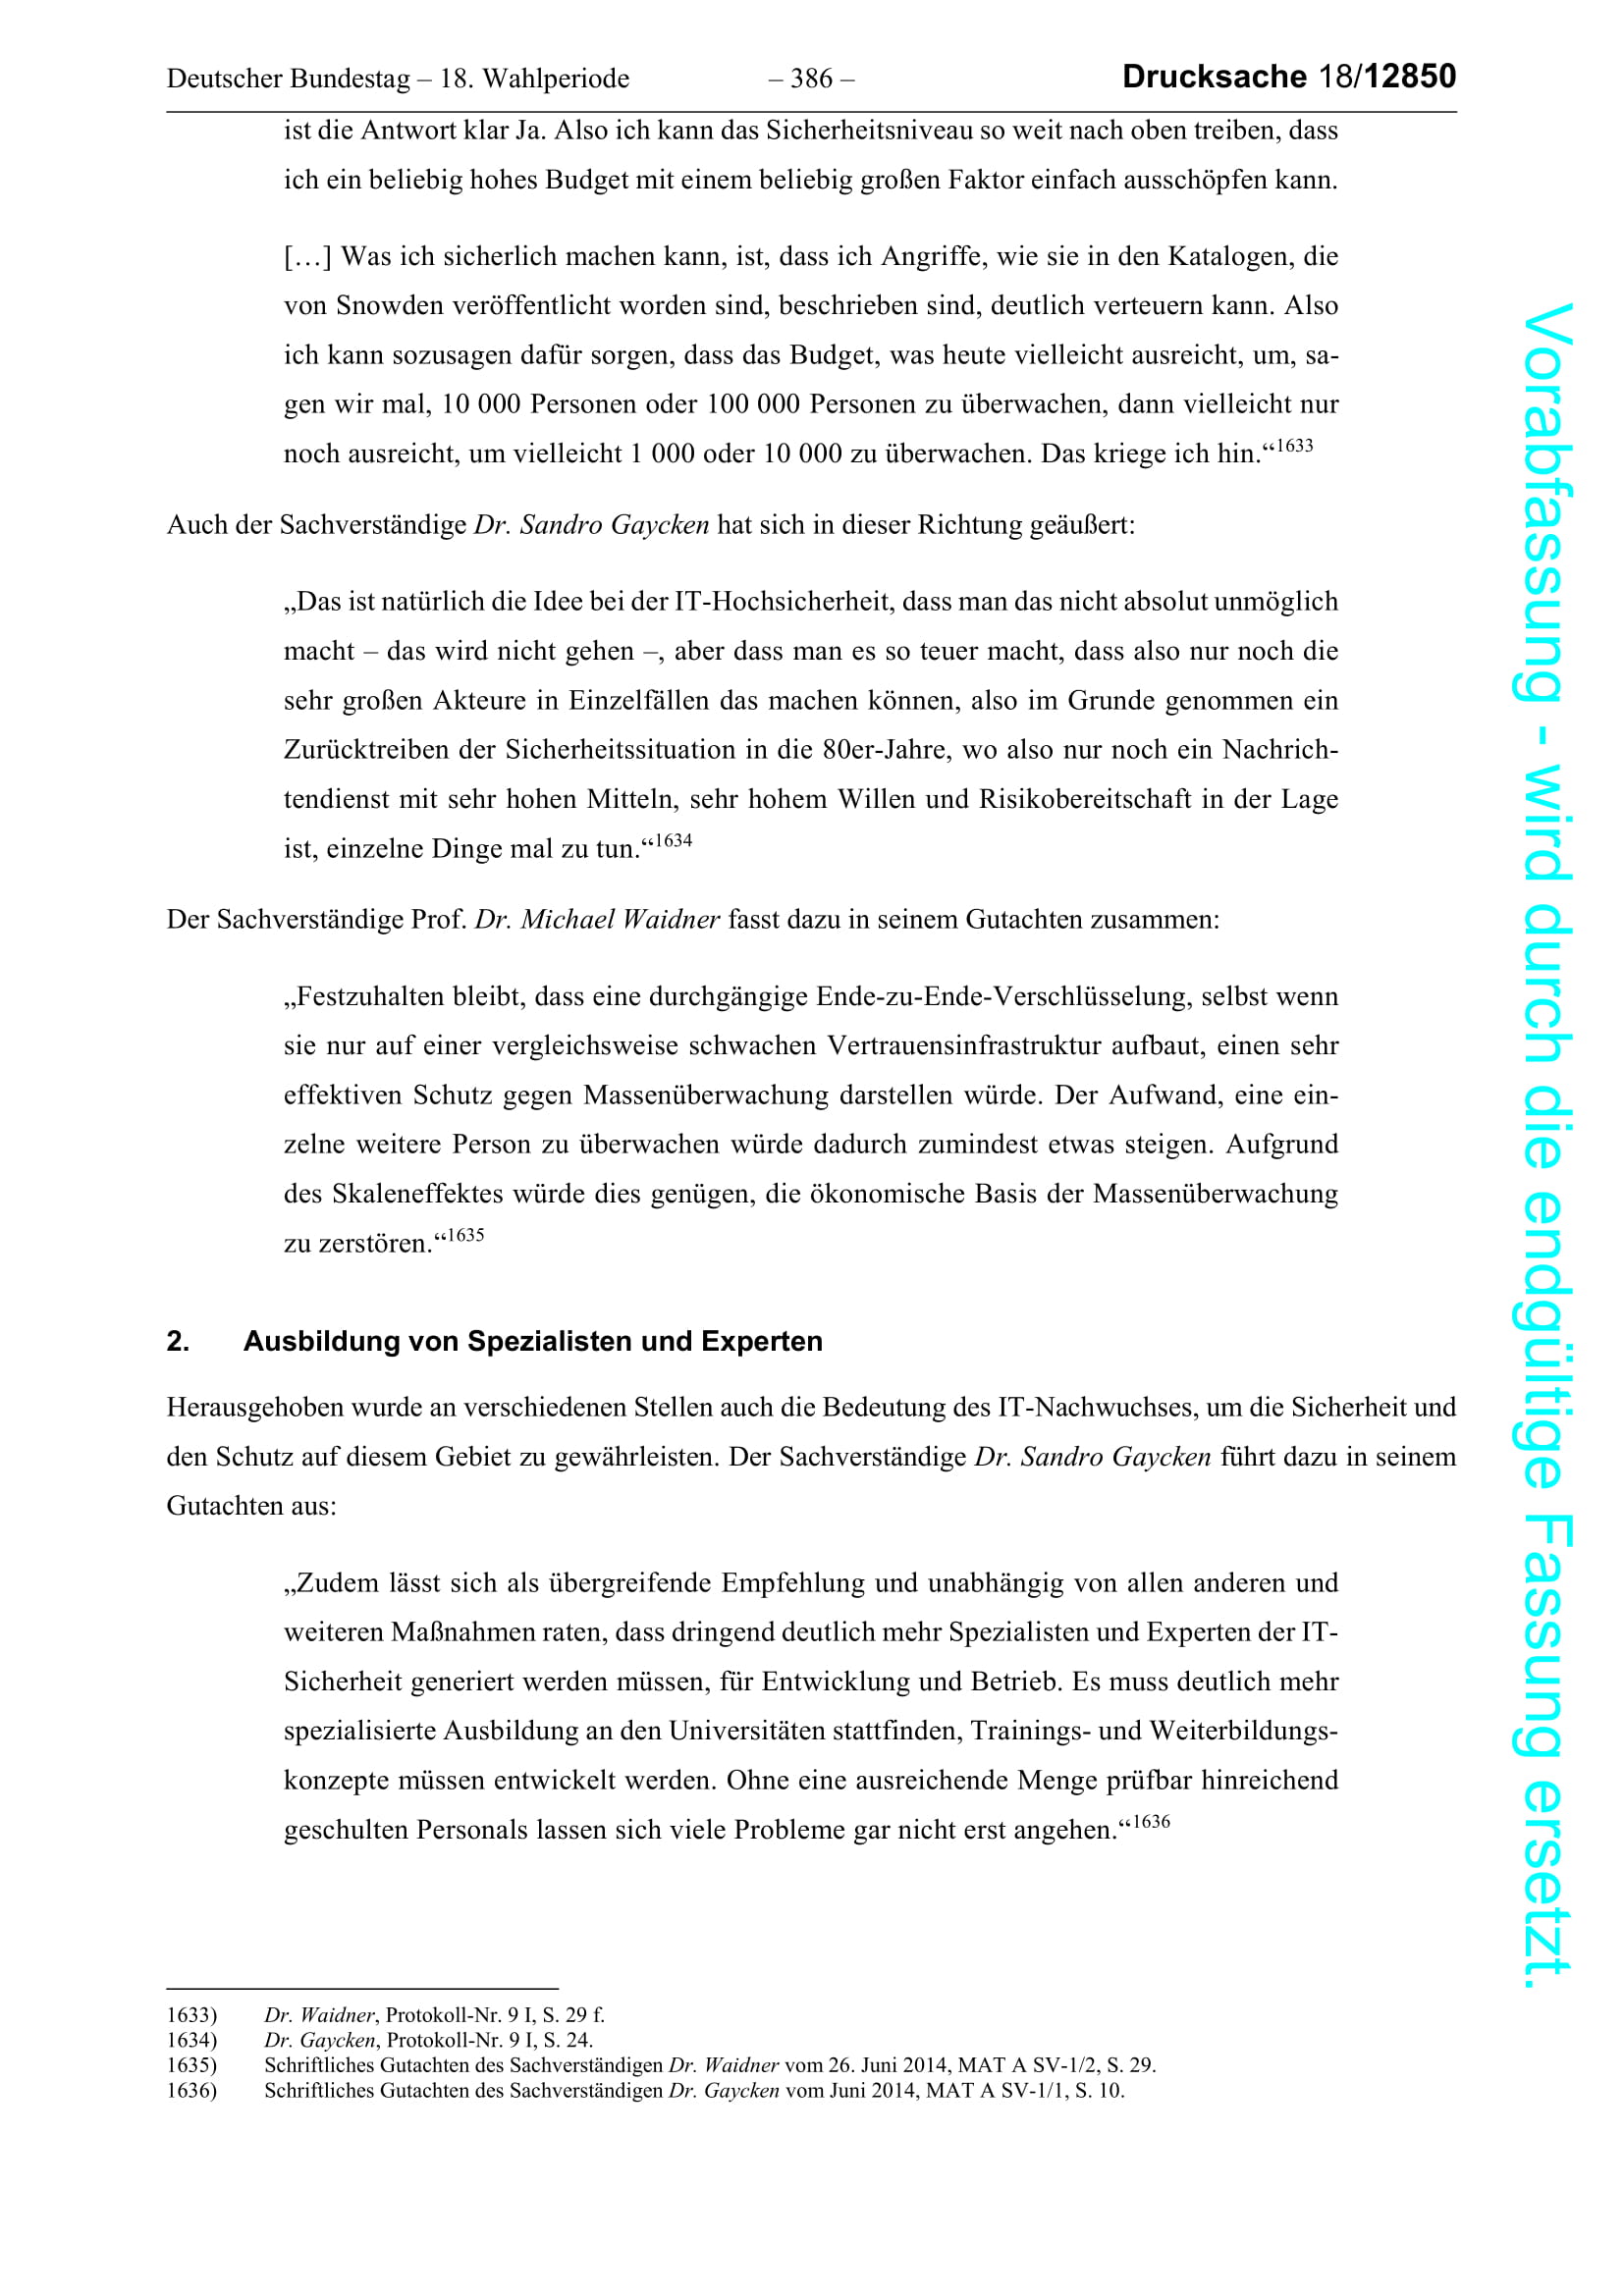 Deutscher Bundestag – 18. Wahlperiode – 386 – Drucksache 18/12850
ist die Antwort klar Ja. Also ich kann das Sicherheitsniveau so weit nach oben treiben, dass
ich ein beliebig hohes Budget mit einem beliebig großen Faktor einfach ausschöpfen kann.
[…] Was ich sicherlich machen kann, ist, dass ich Angriffe, wie sie in den Katalogen, die
von Snowden veröffentlicht worden sind, beschrieben sind, deutlich verteuern kann. Also
ich kann sozusagen dafür sorgen, dass das Budget, was heute vielleicht ausreicht, um, sa-
gen wir mal, 10 000 Personen oder 100 000 Personen zu überwachen, dann vielleicht nur
noch ausreicht, um vielleicht 1 000 oder 10 000 zu überwachen. Das kriege ich hin.“1633
Auch der Sachverständige Dr. Sandro Gaycken hat sich in dieser Richtung geäußert:
„Das ist natürlich die Idee bei der IT-Hochsicherheit, dass man das nicht absolut unmöglich
macht – das wird nicht gehen –, aber dass man es so teuer macht, dass also nur noch die
sehr großen Akteure in Einzelfällen das machen können, also im Grunde genommen ein
Zurücktreiben der Sicherheitssituation in die 80er-Jahre, wo also nur noch ein Nachrich-
tendienst mit sehr hohen Mitteln, sehr hohem Willen und Risikobereitschaft in der Lage
ist, einzelne Dinge mal zu tun.“1634
Der Sachverständige Prof. Dr. Michael Waidner fasst dazu in seinem Gutachten zusammen:
„Festzuhalten bleibt, dass eine durchgängige Ende-zu-Ende-Verschlüsselung, selbst wenn
sie nur auf einer vergleichsweise schwachen Vertrauensinfrastruktur aufbaut, einen sehr
effektiven Schutz gegen Massenüberwachung darstellen würde. Der Aufwand, eine ein-
zelne weitere Person zu überwachen würde dadurch zumindest etwas steigen. Aufgrund
des Skaleneffektes würde dies genügen, die ökonomische Basis der Massenüberwachung
zu zerstören.“1635
2. Ausbildung von Spezialisten und Experten
Herausgehoben wurde an verschiedenen Stellen auch die Bedeutung des IT-Nachwuchses, um die Sicherheit und
den Schutz auf diesem Gebiet zu gewährleisten. Der Sachverständige Dr. Sandro Gaycken führt dazu in seinem
Gutachten aus:
„Zudem lässt sich als übergreifende Empfehlung und unabhängig von allen anderen und
weiteren Maßnahmen raten, dass dringend deutlich mehr Spezialisten und Experten der IT-
Sicherheit generiert werden müssen, für Entwicklung und Betrieb. Es muss deutlich mehr
spezialisierte Ausbildung an den Universitäten stattfinden, Trainings- und Weiterbildungs-
konzepte müssen entwickelt werden. Ohne eine ausreichende Menge prüfbar hinreichend
geschulten Personals lassen sich viele Probleme gar nicht erst angehen.“1636
1633) Dr. Waidner, Protokoll-Nr. 9 I, S. 29 f.
1634) Dr. Gaycken, Protokoll-Nr. 9 I, S. 24.
1635) Schriftliches Gutachten des Sachverständigen Dr. Waidner vom 26. Juni 2014, MAT A SV-1/2, S. 29.
1636) Schriftliches Gutachten des Sachverständigen Dr. Gaycken vom Juni 2014, MAT A SV-1/1, S. 10.
Vorabfassung - wird durch die endgültige Fassung ersetzt.